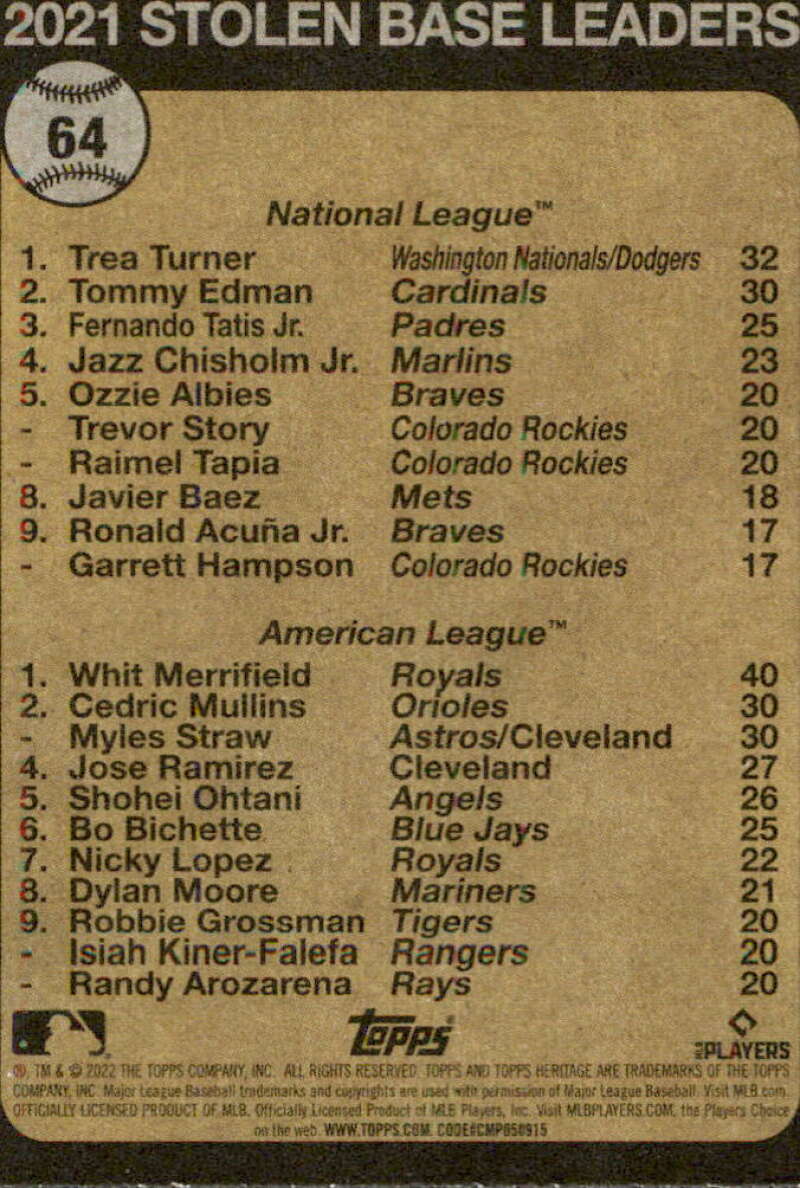 2021 STOLEN BASE LEADERS
64
National League™
1. Trea Turner Washington Nationals/Dodgers 32
2. Tommy Edman Cardinals 30
3. Fernando Tatis Jr. Padres 25
4. Jazz Chisholm Jr. Marlins 23
5. Ozzie Albies Braves 20
- Trevor Story Colorado Rockies 20
- Raimel Tapia Colorado Rockies 20
8. Javier Baez Mets 18
9. Ronald Acuña Jr. Braves 17
- Garrett Hampson Colorado Rockies 17
American League™
1. Whit Merrifield Royals 40
2. Cedric Mullins Orioles 30
- Myles Straw Astros/Cleveland 30
4. Jose Ramirez Cleveland 27
5. Shohei Ohtani Angels 26
6. Bo Bichette Blue Jays 25
7. Nicky Lopez Royals 22
8. Dylan Moore Mariners 21
9. Robbie Grossman Tigers 20
- Isiah Kiner-Falefa Rangers 20
- Randy Arozarena Rays 20
Topps
PLAYERS
®, TM & © 2022 THE TOPPS COMPANY, INC. ALL RIGHTS RESERVED. TOPPS AND TOPPS HERITAGE ARE TRADEMARKS OF THE TOPPS
COMPANY, INC. Major League Baseball trademarks and copyrights are used with permission of Major League Baseball. Visit MLB.com.
OFFICIALLY LICENSED PRODUCT OF MLB. Officially Licensed Product of MLB Players, Inc. Visit MLBPLAYERS.COM, the Players Choice
on the web. WWW.TOPPS.COM. CODE#CMP050915